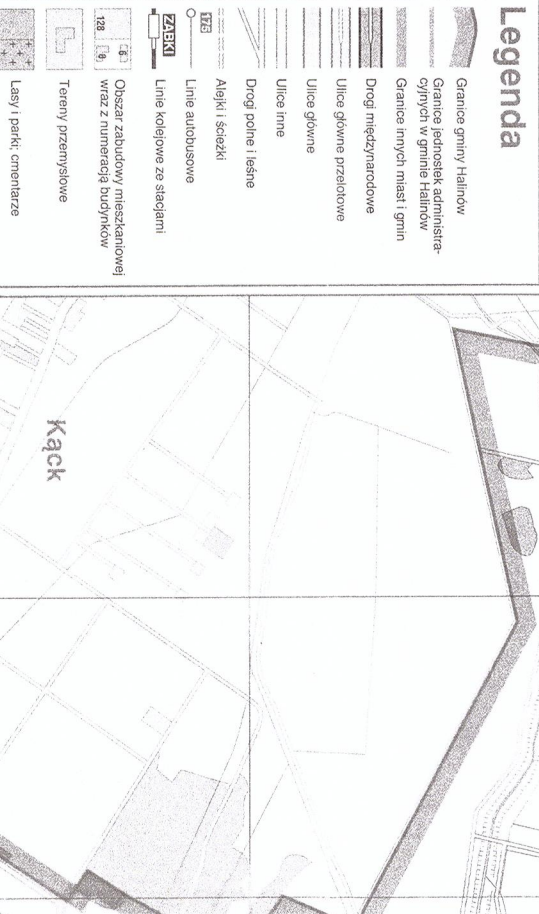 Legenda
Granice gminy Halinów
Granice jednostek administra-
cyjnych w gminie Halinów
Granice innych miast i gmin
Drogi międzynarodowe
Ulice główne przelotowe
Ulice główne
Ulice inne
Drogi polne i leśne
Alejki i ścieżki
175
Linie autobusowe
ZĄBKI
Linie kolejowe ze stacjami
128
6
8
Obszar zabudowy mieszkaniowej
wraz z numeracją budynków
Tereny przemysłowe
Lasy i parki; cmentarze
Kąck